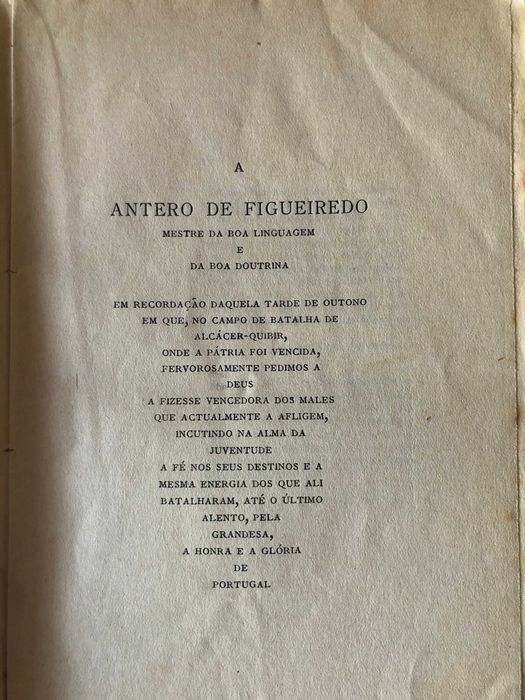 A
ANTERO DE FIGUEIREDO
MESTRE DA BOA LINGUAGEM
E
DA BOA DOUTRINA
EM RECORDAÇÃO DAQUELA TARDE DE OUTONO
EM QUE, NO CAMPO DE BATALHA DE
ALCÁCER-QUIBIR,
ONDE A PÁTRIA FOI VENCIDA,
FERVOROSAMENTE PEDIMOS A
DEUS
A FIZESSE VENCEDORA DOS MALES
QUE ACTUALMENTE A AFLIGEM,
INCUTINDO NA ALMA DA
JUVENTUDE
A FÉ NOS SEUS DESTINOS E A
MESMA ENERGIA DOS QUE ALI
BATALHARAM, ATÉ O ÚLTIMO
ALENTO, PELA
GRANDESA,
A HONRA E A GLÓRIA
DE
PORTUGAL